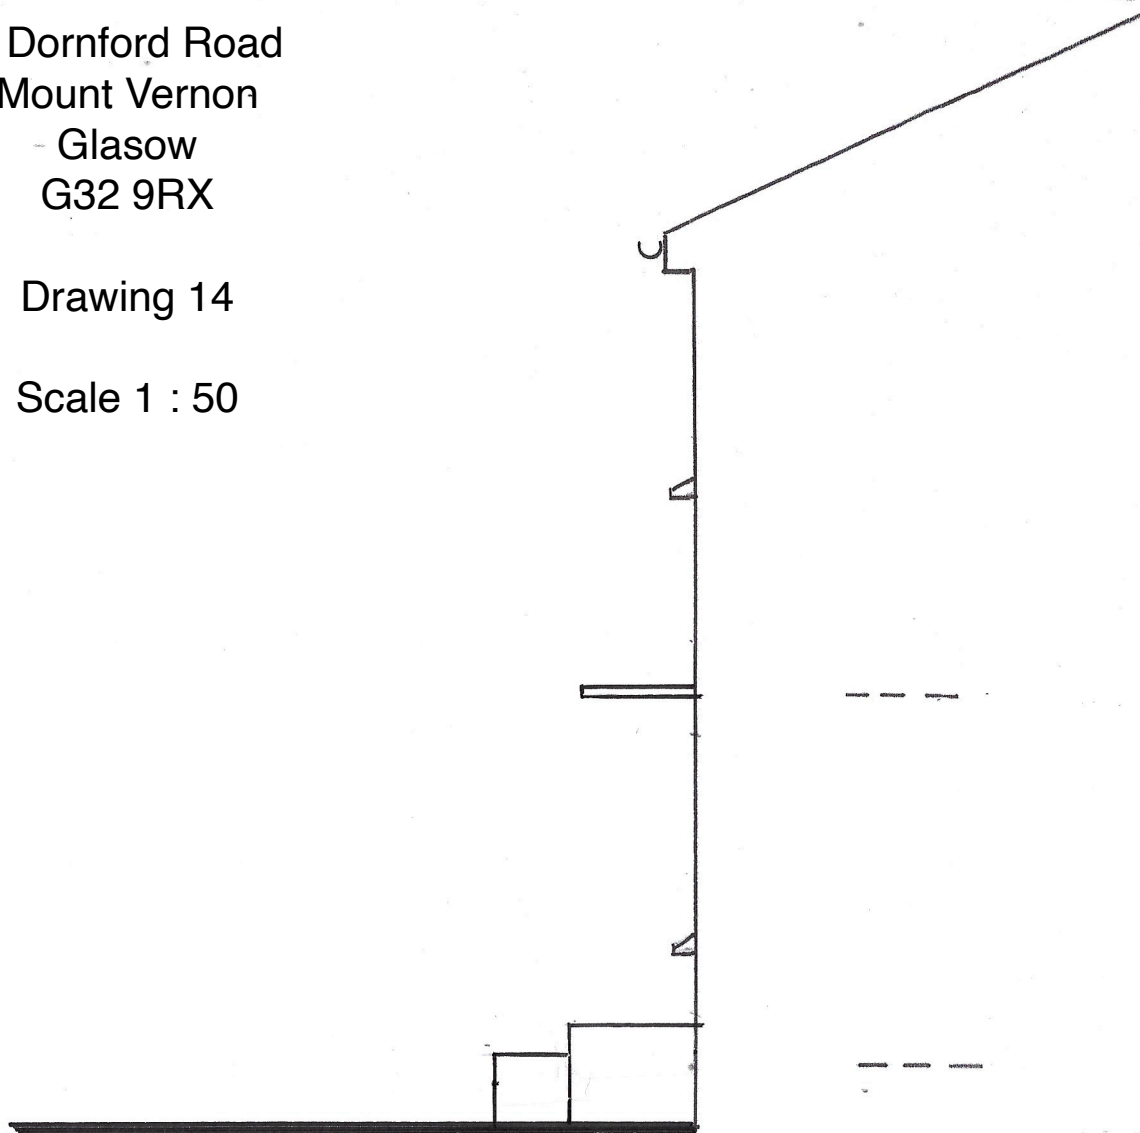 Dornford Road
Mount Vernon
Glasow
G32 9RX
Drawing 14
Scale 1 : 50